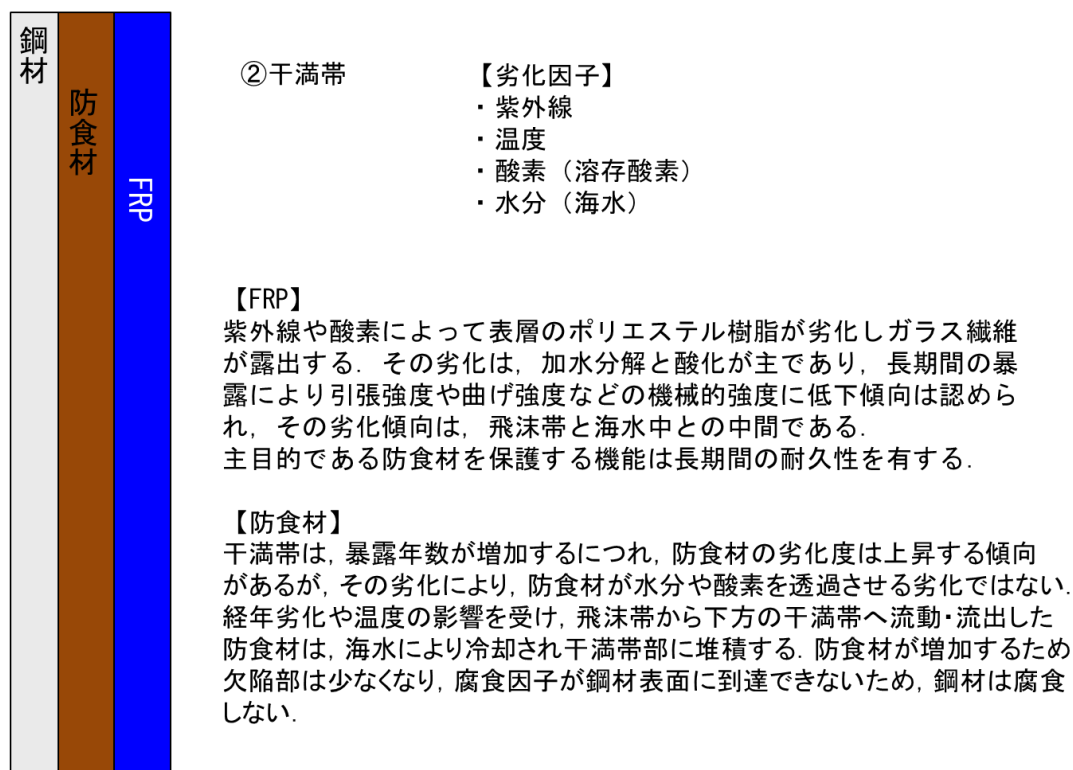 鋼材
防食材
FRP
②干満帯
【劣化因子】
・紫外線
・温度
・酸素（溶存酸素）
・水分（海水）
【FRP】
紫外線や酸素によって表層のポリエステル樹脂が劣化しガラス繊維
が露出する．その劣化は，加水分解と酸化が主であり，長期間の暴
露により引張強度や曲げ強度などの機械的強度に低下傾向は認めら
れ，その劣化傾向は，飛沫帯と海水中との中間である．
主目的である防食材を保護する機能は長期間の耐久性を有する．
【防食材】
干満帯は，暴露年数が増加するにつれ，防食材の劣化度は上昇する傾向
があるが，その劣化により，防食材が水分や酸素を透過させる劣化ではない．
経年劣化や温度の影響を受け，飛沫帯から下方の干満帯へ流動・流出した
防食材は，海水により冷却され干満帯部に堆積する．防食材が増加するため
欠陥部は少なくなり，腐食因子が鋼材表面に到達できないため，鋼材は腐食
しない．